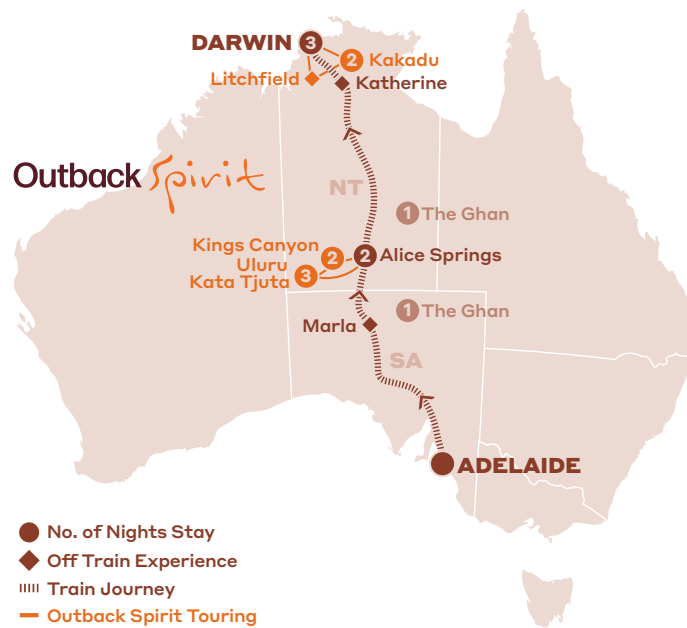 DARWIN 3
2 Kakadu
Litchfield
Katherine
Outback Spirit
NT
1 The Ghan
Kings Canyon 2
2 Alice Springs
Uluru
Kata Tjuta 3
1 The Ghan
Marla
SA
ADELAIDE
No. of Nights Stay
Off Train Experience
Train Journey
Outback Spirit Touring